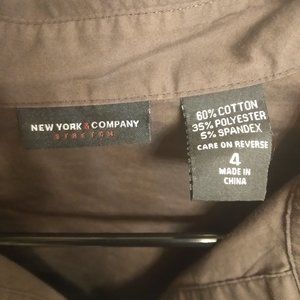 NEW YORK & COMPANY
STRETCH
60% COTTON
35% POLYESTER
5% SPANDEX
CARE ON REVERSE
4
MADE IN
CHINA